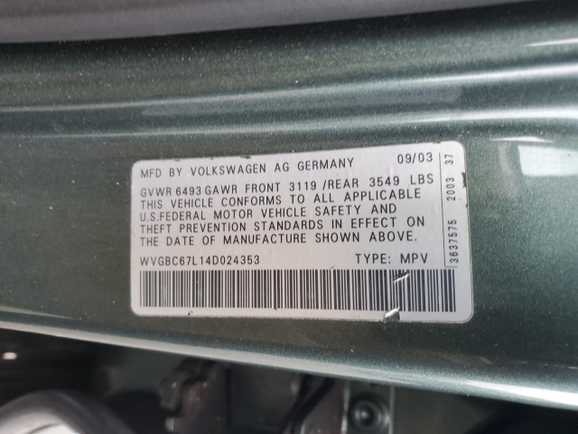 MFD BY VOLKSWAGEN AG GERMANY 09/03
GVWR 6493 GAWR FRONT 3119 /REAR 3549 LBS
THIS VEHICLE CONFORMS TO ALL APPLICABLE
U.S.FEDERAL MOTOR VEHICLE SAFETY AND
THEFT PREVENTION STANDARDS IN EFFECT ON
THE DATE OF MANUFACTURE SHOWN ABOVE.
WVGBC67L14D024353 TYPE: MPV
3637575 2003 37